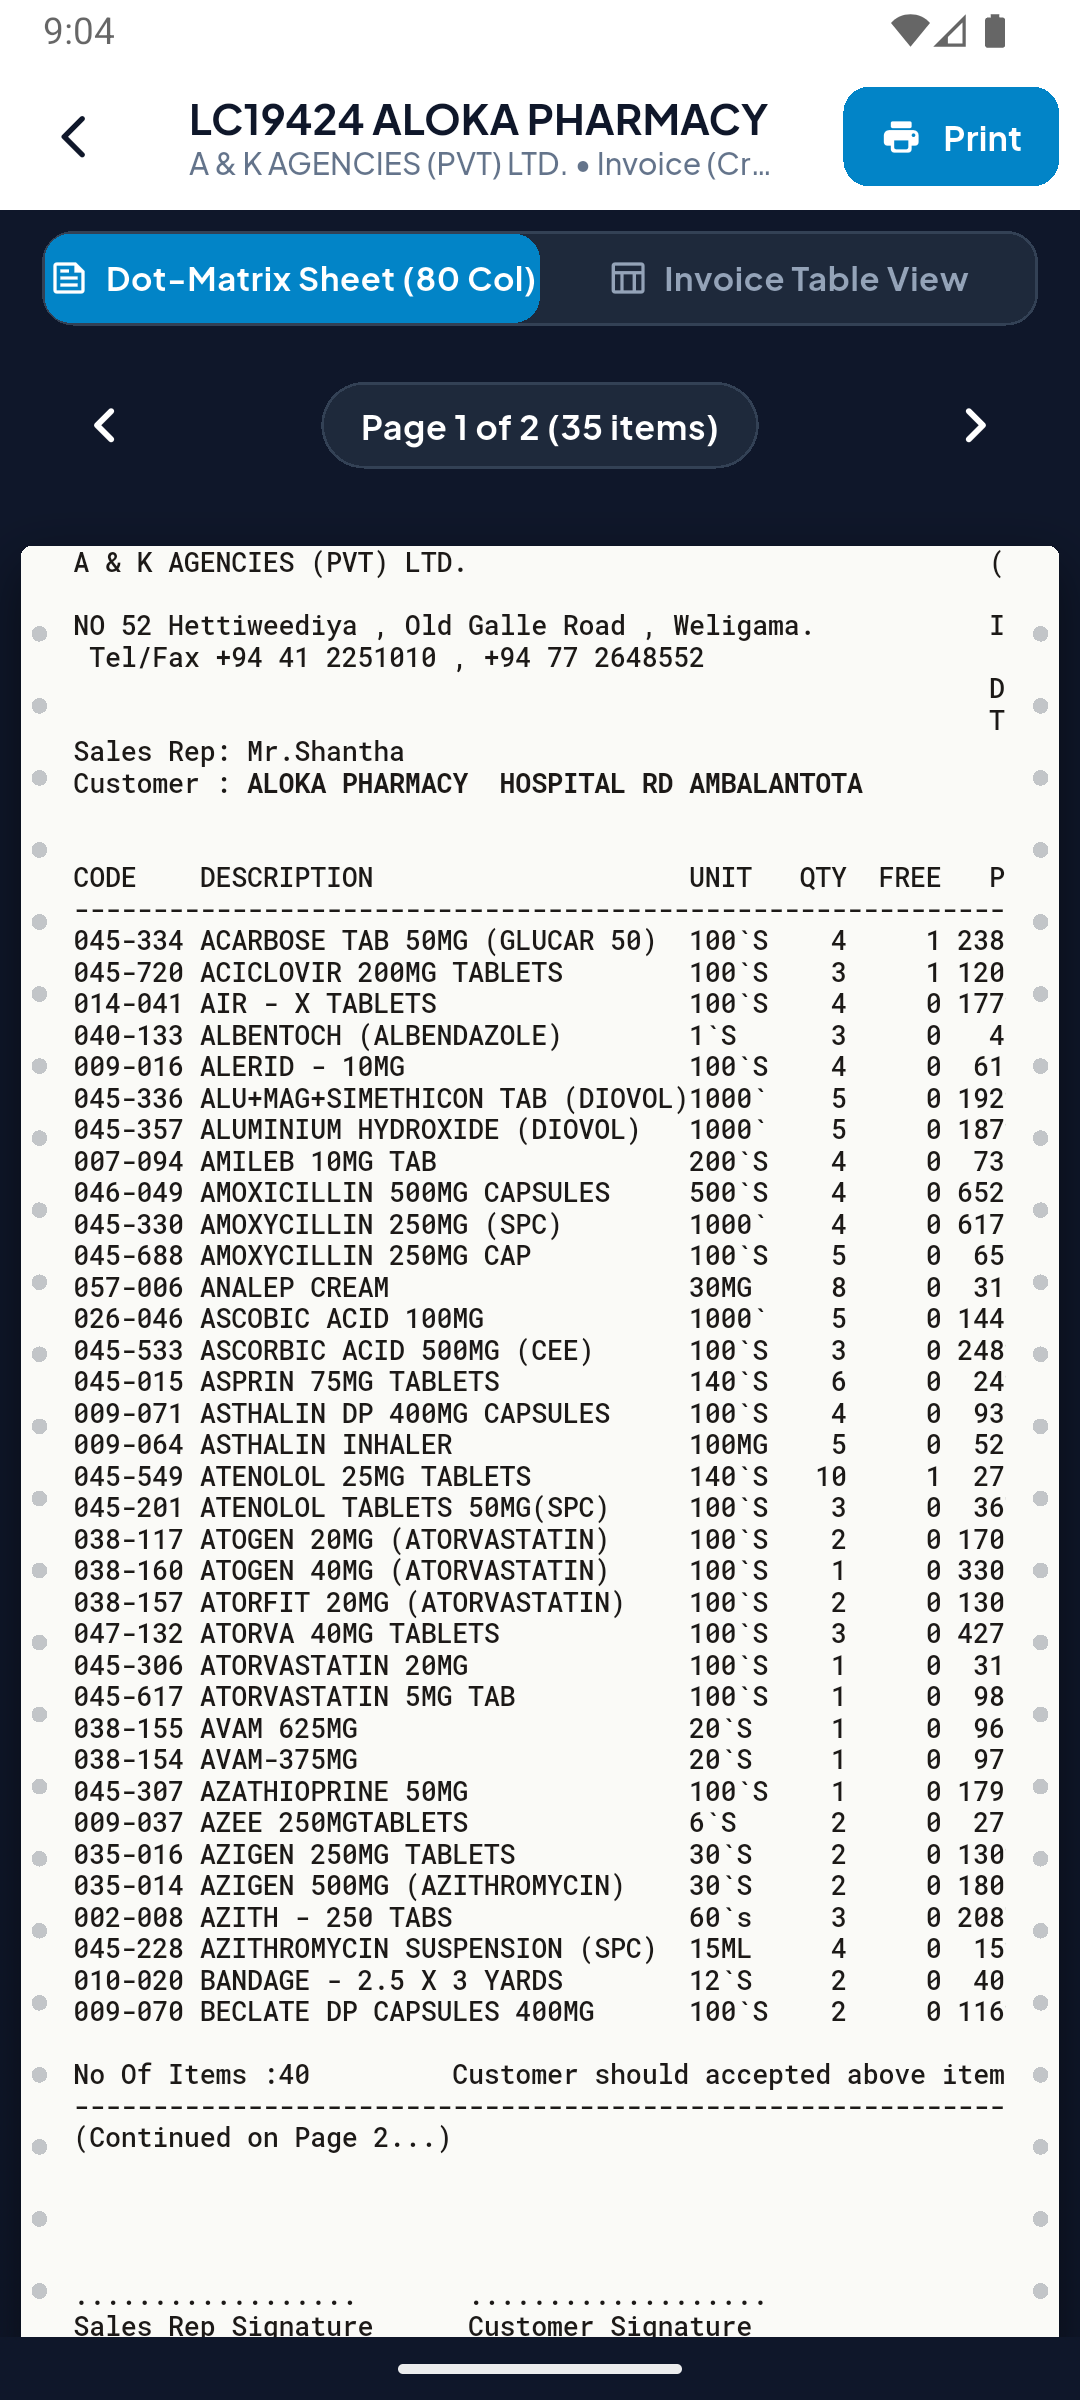 9:04
LC19424 ALOKA PHARMACY
A & K AGENCIES (PVT) LTD. • Invoice (Cr...
Print
Dot-Matrix Sheet (80 Col)
Invoice Table View
Page 1 of 2 (35 items)
A & K AGENCIES (PVT) LTD. (
NO 52 Hettiweediya , Old Galle Road , Weligama. I
Tel/Fax +94 41 2251010 , +94 77 2648552
D
T
Sales Rep: Mr.Shantha
Customer : ALOKA PHARMACY  HOSPITAL RD AMBALANTOTA
CODE DESCRIPTION UNIT QTY FREE P
-----------------------------------------------------------
045-334 ACARBOSE TAB 50MG (GLUCAR 50) 100`S 4 1 238
045-720 ACICLOVIR 200MG TABLETS 100`S 3 1 120
014-041 AIR - X TABLETS 100`S 4 0 177
040-133 ALBENTOCH (ALBENDAZOLE) 1`S 3 0 4
009-016 ALERID - 10MG 100`S 4 0 61
045-336 ALU+MAG+SIMETHICON TAB (DIOVOL)1000` 5 0 192
045-357 ALUMINIUM HYDROXIDE (DIOVOL) 1000` 5 0 187
007-094 AMILEB 10MG TAB 200`S 4 0 73
046-049 AMOXICILLIN 500MG CAPSULES 500`S 4 0 652
045-330 AMOXYCILLIN 250MG (SPC) 1000` 4 0 617
045-688 AMOXYCILLIN 250MG CAP 100`S 5 0 65
057-006 ANALEP CREAM 30MG 8 0 31
026-046 ASCOBIC ACID 100MG 1000` 5 0 144
045-533 ASCORBIC ACID 500MG (CEE) 100`S 3 0 248
045-015 ASPRIN 75MG TABLETS 140`S 6 0 24
009-071 ASTHALIN DP 400MG CAPSULES 100`S 4 0 93
009-064 ASTHALIN INHALER 100MG 5 0 52
045-549 ATENOLOL 25MG TABLETS 140`S 10 1 27
045-201 ATENOLOL TABLETS 50MG(SPC) 100`S 3 0 36
038-117 ATOGEN 20MG (ATORVASTATIN) 100`S 2 0 170
038-160 ATOGEN 40MG (ATORVASTATIN) 100`S 1 0 330
038-157 ATORFIT 20MG (ATORVASTATIN) 100`S 2 0 130
047-132 ATORVA 40MG TABLETS 100`S 3 0 427
045-306 ATORVASTATIN 20MG 100`S 1 0 31
045-617 ATORVASTATIN 5MG TAB 100`S 1 0 98
038-155 AVAM 625MG 20`S 1 0 96
038-154 AVAM-375MG 20`S 1 0 97
045-307 AZATHIOPRINE 50MG 100`S 1 0 179
009-037 AZEE 250MGTABLETS 6`S 2 0 27
035-016 AZIGEN 250MG TABLETS 30`S 2 0 130
035-014 AZIGEN 500MG (AZITHROMYCIN) 30`S 2 0 180
002-008 AZITH - 250 TABS 60`s 3 0 208
045-228 AZITHROMYCIN SUSPENSION (SPC) 15ML 4 0 15
010-020 BANDAGE - 2.5 X 3 YARDS 12`S 2 0 40
009-070 BECLATE DP CAPSULES 400MG 100`S 2 0 116
No Of Items :40 Customer should accepted above item
-----------------------------------------------------------
(Continued on Page 2...)
.................. ...................
Sales Rep Signature Customer Signature